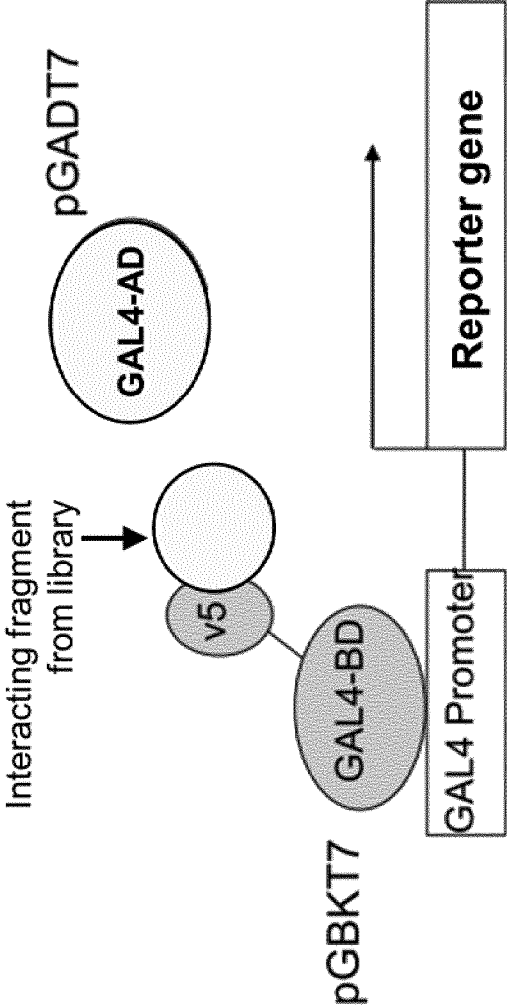 Interacting fragment
from library
pGADT7
GAL4-AD
v5
GAL4-BD
pGBKT7
GAL4 Promoter
Reporter gene